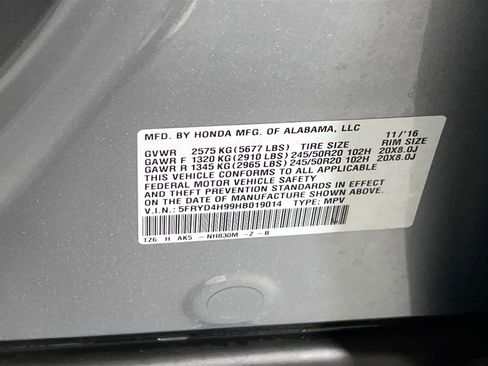 MFD. BY HONDA MFG. OF ALABAMA, LLC 11/'16
GVWR 2575 KG (5677 LBS) TIRE SIZE RIM SIZE
GAWR F 1320 KG (2910 LBS) 245/50R20 102H 20X8.0J
GAWR R 1345 KG (2965 LBS) 245/50R20 102H 20X8.0J
THIS VEHICLE CONFORMS TO ALL APPLICABLE
FEDERAL MOTOR VEHICLE SAFETY
AND THEFT PREVENTION STANDARDS IN EFFECT
ON THE DATE OF MANUFACTURE SHOWN ABOVE.
V.I.N.: 5FRYD4H99HB019014 TYPE: MPV
TZ6 H AK5 -NH830M -Z -B